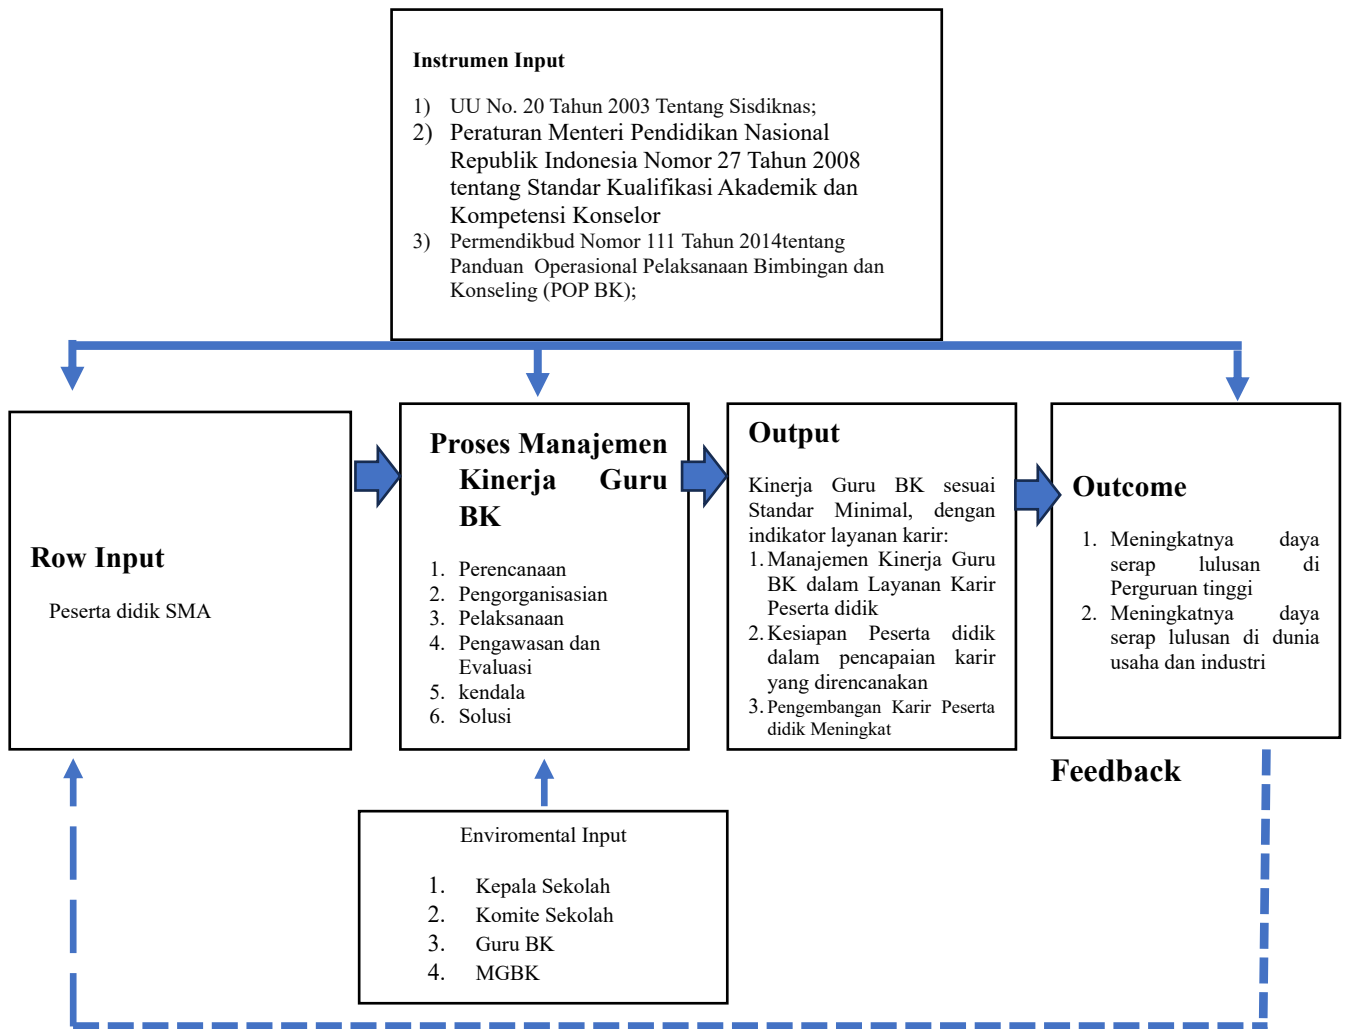 Instrumen Input
1) UU No. 20 Tahun 2003 Tentang Sisdiknas;
2) Peraturan Menteri Pendidikan Nasional
Republik Indonesia Nomor 27 Tahun 2008
tentang Standar Kualifikasi Akademik dan
Kompetensi Konselor
3) Permendikbud Nomor 111 Tahun 2014tentang
Panduan Operasional Pelaksanaan Bimbingan dan
Konseling (POP BK);
Row Input
Peserta didik SMA
Proses Manajemen
Kinerja Guru
BK
1. Perencanaan
2. Pengorganisasian
3. Pelaksanaan
4. Pengawasan dan
Evaluasi
5. kendala
6. Solusi
Output
Kinerja Guru BK sesuai
Standar Minimal, dengan
indikator layanan karir:
1. Manajemen Kinerja Guru
BK dalam Layanan Karir
Peserta didik
2. Kesiapan Peserta didik
dalam pencapaian karir
yang direncanakan
3. Pengembangan Karir Peserta
didik Meningkat
Outcome
1. Meningkatnya daya
serap lulusan di
Perguruan tinggi
2. Meningkatnya daya
serap lulusan di dunia
usaha dan industri
Feedback
Enviromental Input
1. Kepala Sekolah
2. Komite Sekolah
3. Guru BK
4. MGBK